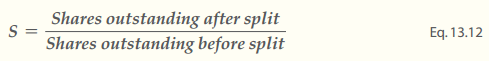 S = Shares outstanding after split
Shares outstanding before split
Eq. 13.12